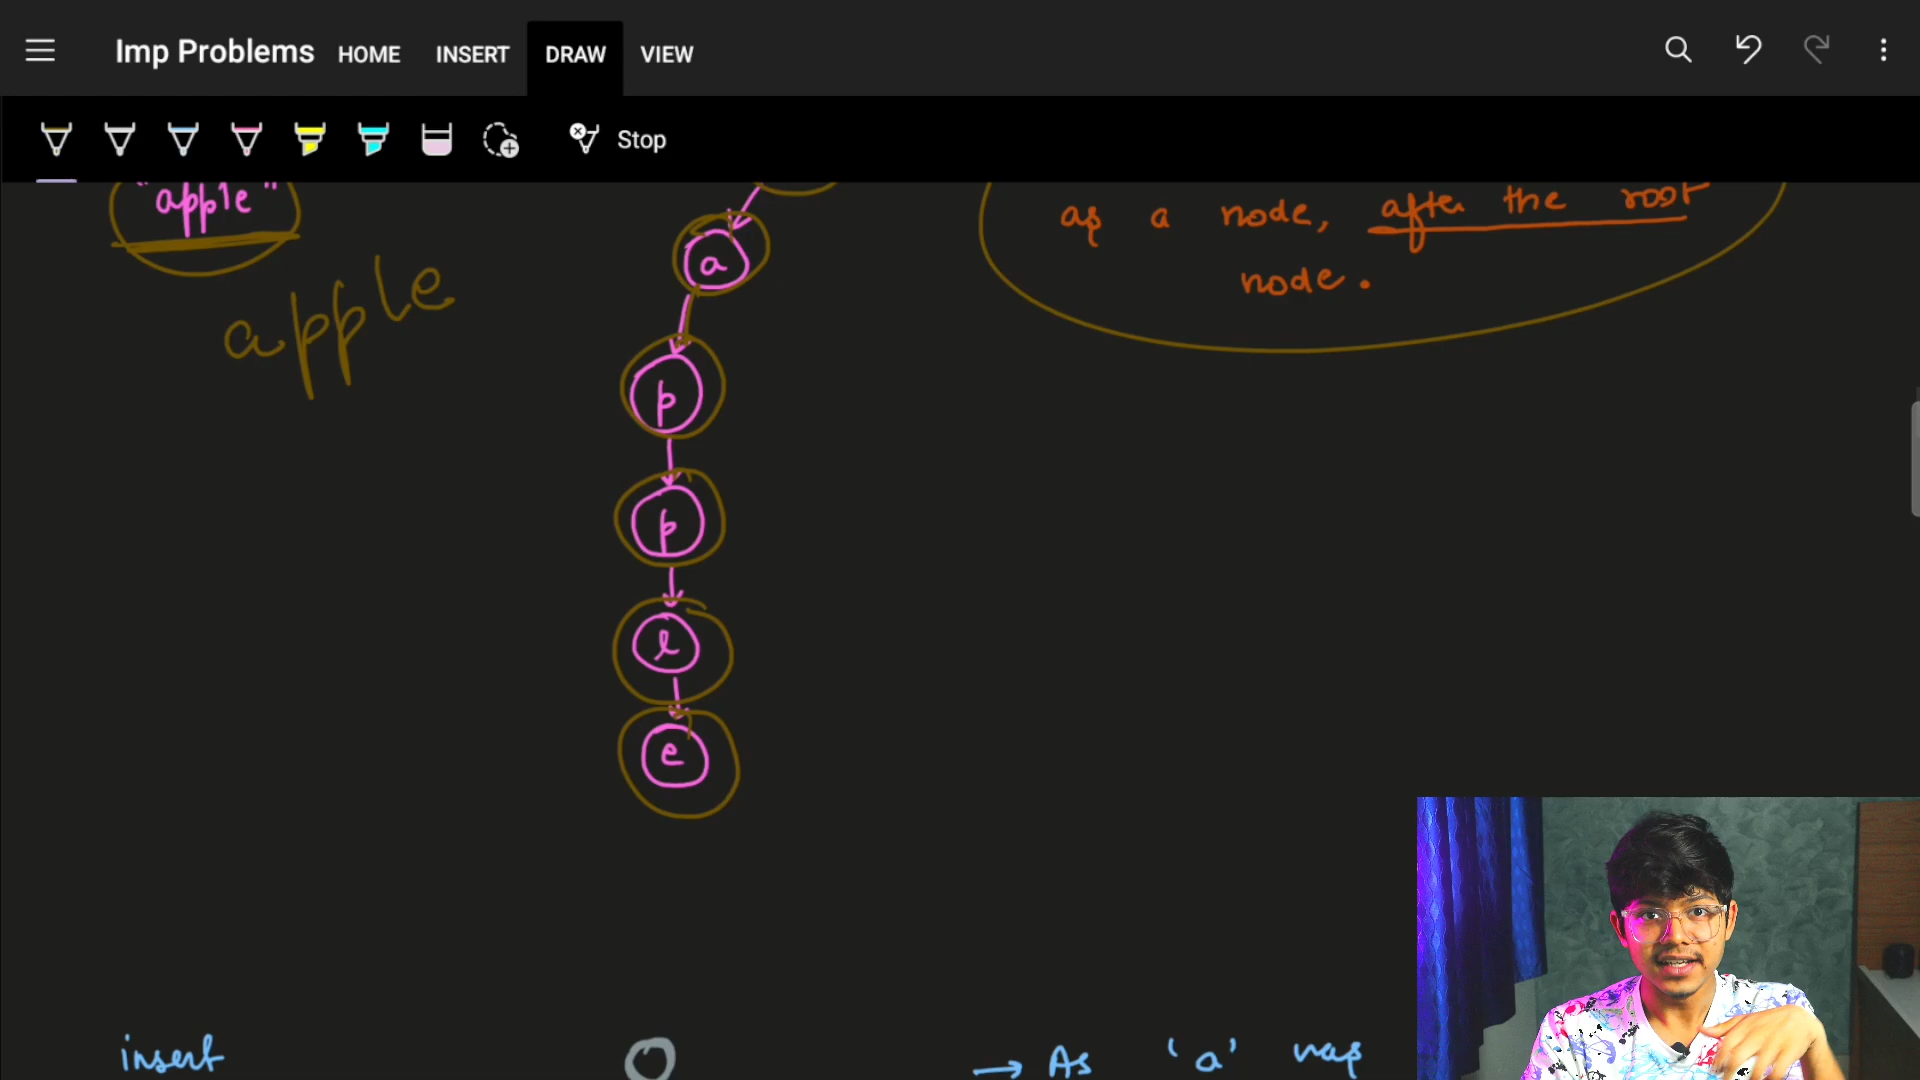 Imp Problems HOME INSERT DRAW VIEW
Stop
"apple"
apple
a
p
p
l
e
as a node, after the root
node.
insert
→ As 'a' was